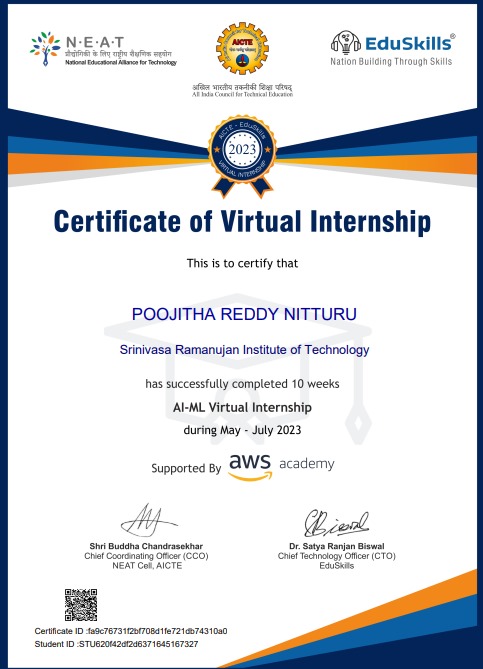 N·E·A·T
प्रौद्योगिकी के लिए राष्ट्रीय शैक्षणिक सहयोग
National Educational Alliance for Technology
AICTE
अखिल भारतीय तकनीकी शिक्षा परिषद्
All India Council for Technical Education
EduSkills®
Nation Building Through Skills
AICTE - EduSkills
2023
VIRTUAL INTERNSHIP
Certificate of Virtual Internship
This is to certify that
POOJITHA REDDY NITTURU
Srinivasa Ramanujan Institute of Technology
has successfully completed 10 weeks
AI-ML Virtual Internship
during May - July 2023
Supported By aws academy
Shri Buddha Chandrasekhar
Chief Coordinating Officer (CCO)
NEAT Cell, AICTE
Dr. Satya Ranjan Biswal
Chief Technology Officer (CTO)
EduSkills
Certificate ID :fa9c76731f2bf708d1fe721db74310a0
Student ID :STU620f42df2d6371645167327